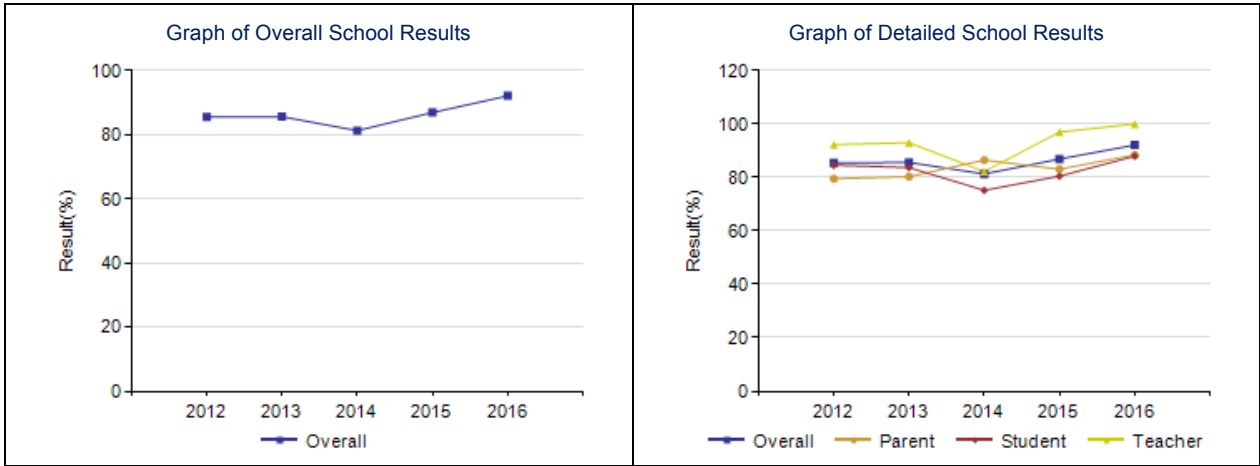 Graph of Overall School Results
100
80
60
40
20
0
Result(%)
2012 2013 2014 2015 2016
Overall
Graph of Detailed School Results
120
100
80
60
40
20
0
Result(%)
2012 2013 2014 2015 2016
Overall Parent Student Teacher